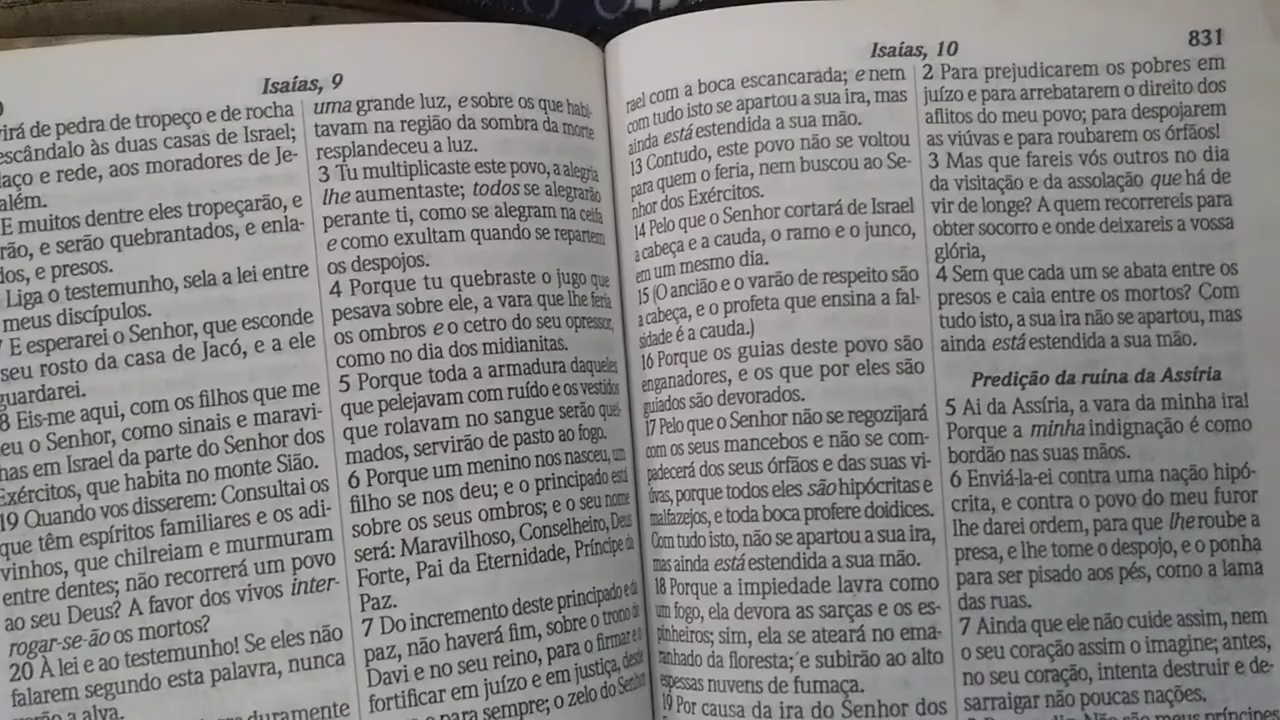 Isaías, 9
irá de pedra de tropeço e de rocha
escândalo às duas casas de Israel;
laço e rede, aos moradores de Je-
além.
E muitos dentre eles tropeçarão, e
rão, e serão quebrantados, e enla-
dos, e presos.
Liga o testemunho, sela a lei entre
meus discípulos.
E esperarei o Senhor, que esconde
seu rosto da casa de Jacó, e a ele
guardarei.
8 Eis-me aqui, com os filhos que me
eu o Senhor, como sinais e maravi-
has em Israel da parte do Senhor dos
Exércitos, que habita no monte Sião.
19 Quando vos disserem: Consultai os
que têm espíritos familiares e os adi-
vinhos, que chilreiam e murmuram
entre dentes; não recorrerá um povo
ao seu Deus? A favor dos vivos inter-
rogar-se-ão os mortos?
20 À lei e ao testemunho! Se eles não
falarem segundo esta palavra, nunca
a alva.
duramente
uma grande luz, e sobre os que habi-
tavam na região da sombra da morte
resplandeceu a luz.
3 Tu multiplicaste este povo, a alegria
lhe aumentaste; todos se alegrarão
perante ti, como se alegram na ceifa
e como exultam quando se repartem
os despojos.
4 Porque tu quebraste o jugo que
pesava sobre ele, a vara que lhe feria
os ombros e o cetro do seu opressor,
como no dia dos midianitas.
5 Porque toda a armadura daqueles
que pelejavam com ruído e os vestidos
que rolavam no sangue serão quei-
mados, servirão de pasto ao fogo.
6 Porque um menino nos nasceu, um
filho se nos deu; e o principado está
sobre os seus ombros; e o seu nome
será: Maravilhoso, Conselheiro, Deus
Forte, Pai da Eternidade, Príncipe da
Paz.
7 Do incremento deste principado e da
paz, não haverá fim, sobre o trono de
Davi e no seu reino, para o firmar e o
fortificar em juízo e em justiça, desde
e para sempre; o zelo do Senhor
Isaías, 10
831
rael com a boca escancarada; e nem
com tudo isto se apartou a sua ira, mas
ainda está estendida a sua mão.
13 Contudo, este povo não se voltou
para quem o feria, nem buscou ao Se-
nhor dos Exércitos.
14 Pelo que o Senhor cortará de Israel
a cabeça e a cauda, o ramo e o junco,
em um mesmo dia.
15 (O ancião e o varão de respeito são
a cabeça, e o profeta que ensina a fal-
sidade é a cauda.)
16 Porque os guias deste povo são
enganadores, e os que por eles são
guiados são devorados.
17 Pelo que o Senhor não se regozijará
com os seus mancebos e não se com-
padecerá dos seus órfãos e das suas vi-
úvas, porque todos eles são hipócritas e
malfazejos, e toda boca profere doidices.
Com tudo isto, não se apartou a sua ira,
mas ainda está estendida a sua mão.
18 Porque a impiedade lavra como
um fogo, ela devora as sarças e os es-
pinheiros; sim, ela se ateará no ema-
ranhado da floresta; e subirão ao alto
espessas nuvens de fumaça.
19 Por causa da ira do Senhor dos
2 Para prejudicarem os pobres em
juízo e para arrebatarem o direito dos
aflitos do meu povo; para despojarem
as viúvas e para roubarem os órfãos!
3 Mas que fareis vós outros no dia
da visitação e da assolação que há de
vir de longe? A quem recorrereis para
obter socorro e onde deixareis a vossa
glória,
4 Sem que cada um se abata entre os
presos e caia entre os mortos? Com
tudo isto, a sua ira não se apartou, mas
ainda está estendida a sua mão.
Predição da ruína da Assíria
5 Ai da Assíria, a vara da minha ira!
Porque a minha indignação é como
bordão nas suas mãos.
6 Enviá-la-ei contra uma nação hipó-
crita, e contra o povo do meu furor
lhe darei ordem, para que lhe roube a
presa, e lhe tome o despojo, e o ponha
para ser pisado aos pés, como a lama
das ruas.
7 Ainda que ele não cuide assim, nem
o seu coração assim o imagine; antes,
no seu coração, intenta destruir e de-
sarraigar não poucas nações.